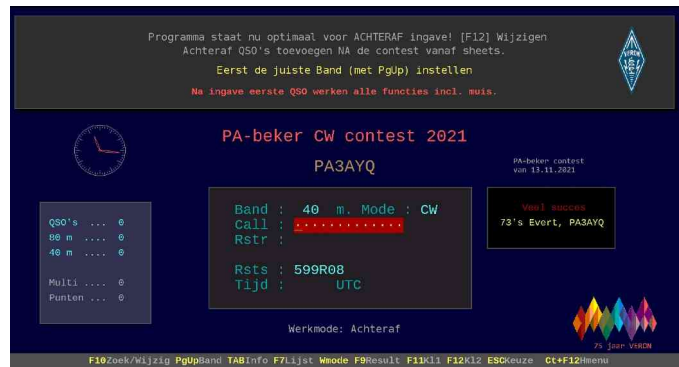 Programma staat nu optimaal voor ACHTERAF ingave! [F12] Wijzigen
Achteraf QSO's toevoegen NA de contest vanaf sheets.
Eerst de juiste Band (met PgUp) instellen
Na ingave eerste QSO werken alle functies incl. muis.
VERON
PA-beker CW contest 2021
PA3AYQ
PA-beker contest
van 13.11.2021
QSO's ... 0
80 m .... 0
40 m .... 0
Multi .... 0
Punten ... 0
Band : 40 m. Mode : CW
Call :
Rstr :
Rsts : 599R08
Tijd : UTC
Veel succes
73's Evert, PA3AYQ
Werkmode: Achteraf
75 jaar VERON
F10Zoek/Wijzig PgUpBand TABInfo F7Lijst Wmode F9Result F11Kl1 F12Kl2 ESCKeuze Ct+F12Hmenu